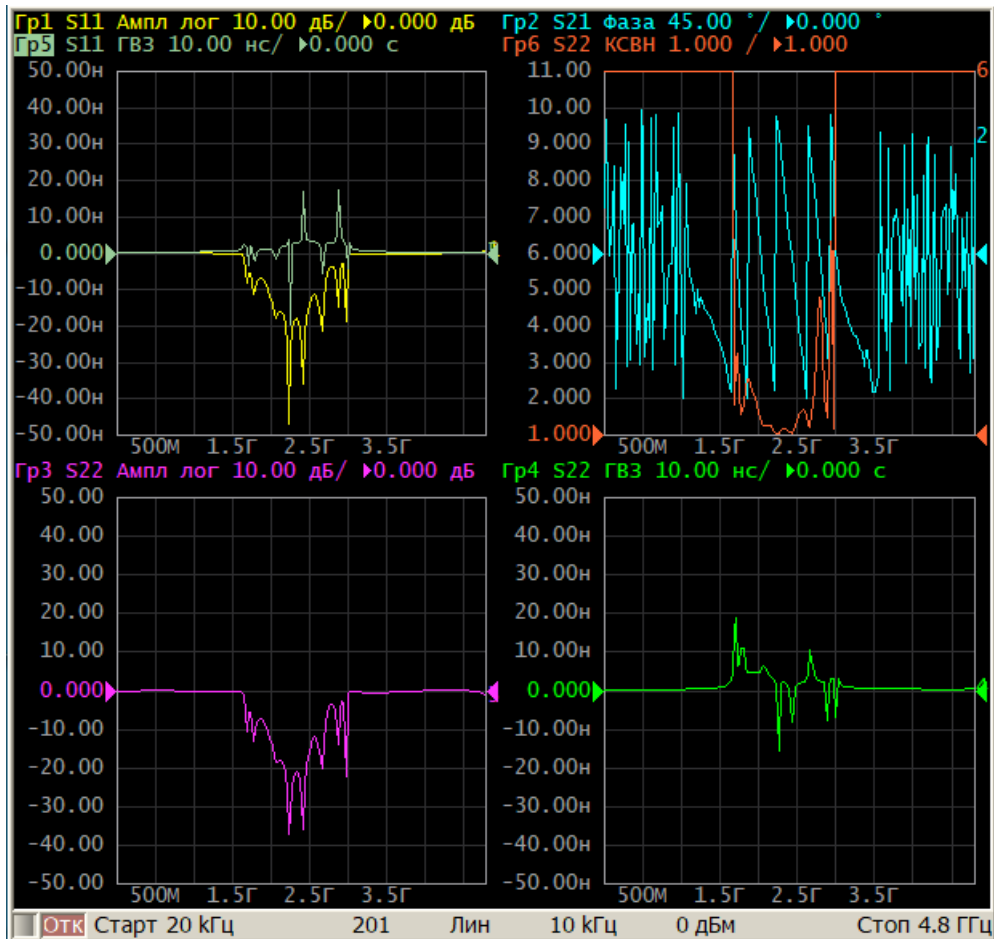 Гр1 S11 Ампл лог 10.00 дБ/ ▶0.000 дБ
Гр5 S11 ГВЗ 10.00 нс/ ▶0.000 с
50.00н
40.00н
30.00н
20.00н
10.00н
0.000
-10.00н
-20.00н
-30.00н
-40.00н
-50.00н
500М 1.5Г 2.5Г 3.5Г
Гр2 S21 Фаза 45.00 °/ ▶0.000 °
Гр6 S22 КСВН 1.000 / ▶1.000
11.00
10.00
9.000
8.000
7.000
6.000
5.000
4.000
3.000
2.000
1.000
6
2
500М 1.5Г 2.5Г 3.5Г
Гр3 S22 Ампл лог 10.00 дБ/ ▶0.000 дБ
50.00
40.00
30.00
20.00
10.00
0.000
-10.00
-20.00
-30.00
-40.00
-50.00
500М 1.5Г 2.5Г 3.5Г
Гр4 S22 ГВЗ 10.00 нс/ ▶0.000 с
50.00н
40.00н
30.00н
20.00н
10.00н
0.000
-10.00н
-20.00н
-30.00н
-40.00н
-50.00н
500М 1.5Г 2.5Г 3.5Г
Отк Старт 20 кГц 201 Лин 10 кГц 0 дБм Стоп 4.8 ГГц